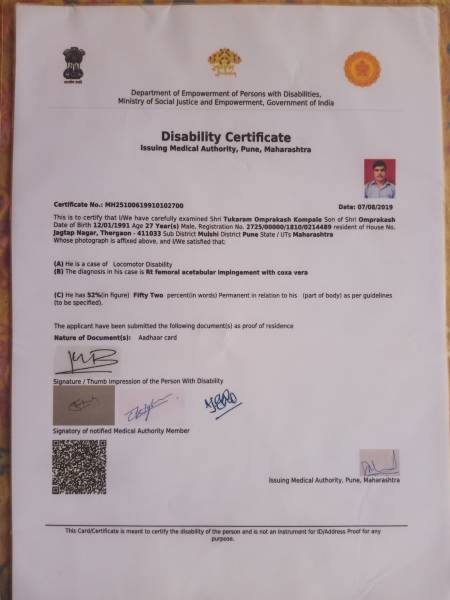 Department of Empowerment of Persons with Disabilities,
Ministry of Social Justice and Empowerment, Government of India
Disability Certificate
Issuing Medical Authority, Pune, Maharashtra
Certificate No.: MH25100619910102700
Date: 07/08/2019
This is to certify that I/We have carefully examined Shri Tukaram Omprakash Kompale Son of Shri Omprakash
Date of Birth 12/01/1991 Age 27 Year(s) Male, Registration No. 2725/00000/1810/0214489 resident of House No.
Jagtap Nagar, Thergaon - 411033 Sub District Mulshi District Pune State / UTs Maharashtra
Whose photograph is affixed above, and I/We satisfied that:
(A) He is a case of Locomotor Disability
(B) The diagnosis in his case is Rt femoral acetabular impingement with coxa vera
(C) He has 52%(in figure) Fifty Two percent(in words) Permanent in relation to his (part of body) as per guidelines
(to be specified).
The applicant have been submitted the following document(s) as proof of residence
Nature of Document(s): Aadhaar card
Signature / Thumb Impression of the Person With Disability
Signatory of notified Medical Authority Member
Issuing Medical Authority, Pune, Maharashtra
This Card/Certificate is meant to certify the disability of the person and is not an instrument for ID/Address Proof for any
purpose.